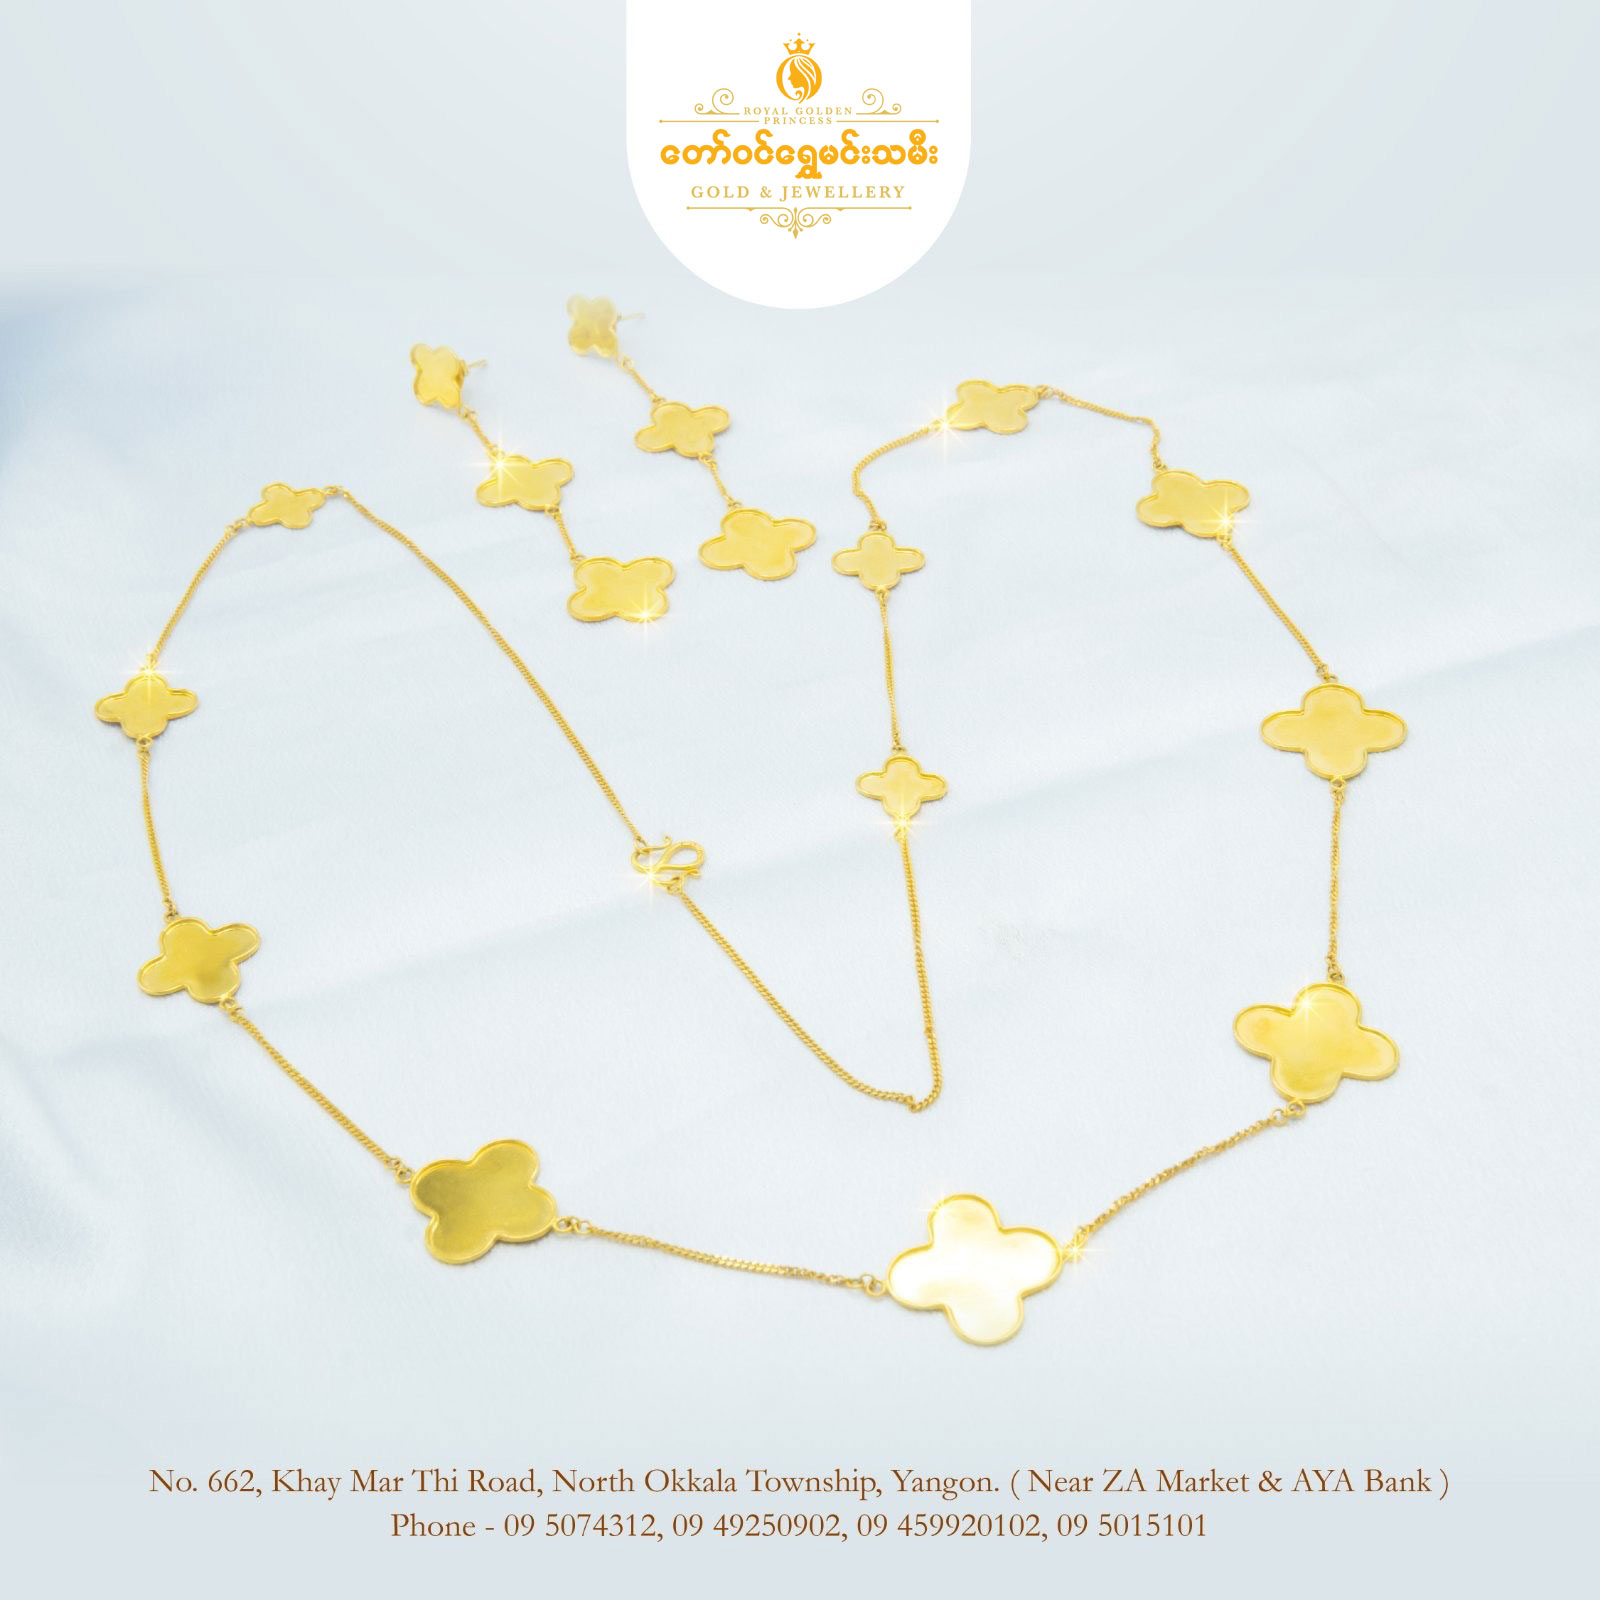 ROYAL GOLDEN
PRINCESS
တော်ဝင်ရွှေမင်းသမီး
GOLD & JEWELLERY
No. 662, Khay Mar Thi Road, North Okkala Township, Yangon. ( Near ZA Market & AYA Bank )
Phone - 09 5074312, 09 49250902, 09 459920102, 09 5015101